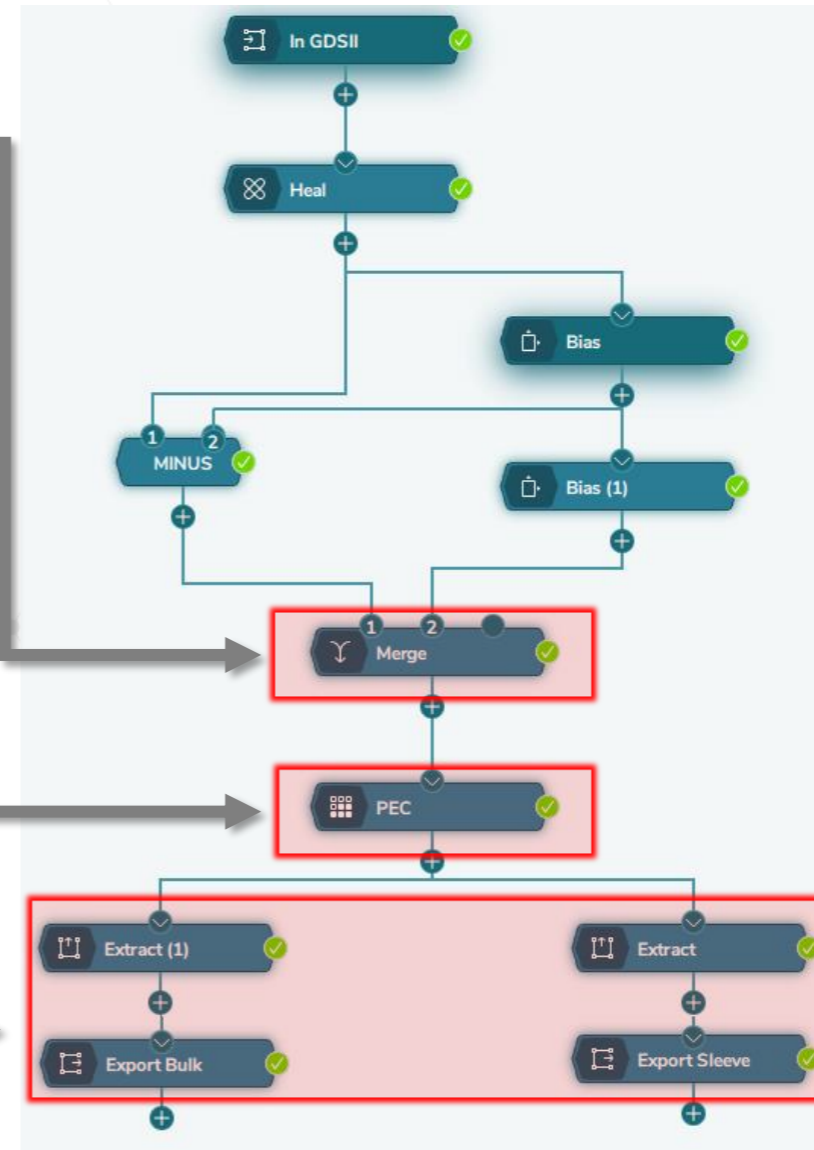 In GDSII
Heal
Bias
1
2
MINUS
Bias (1)
1
2
Merge
PEC
Extract (1)
Extract
Export Bulk
Export Sleeve